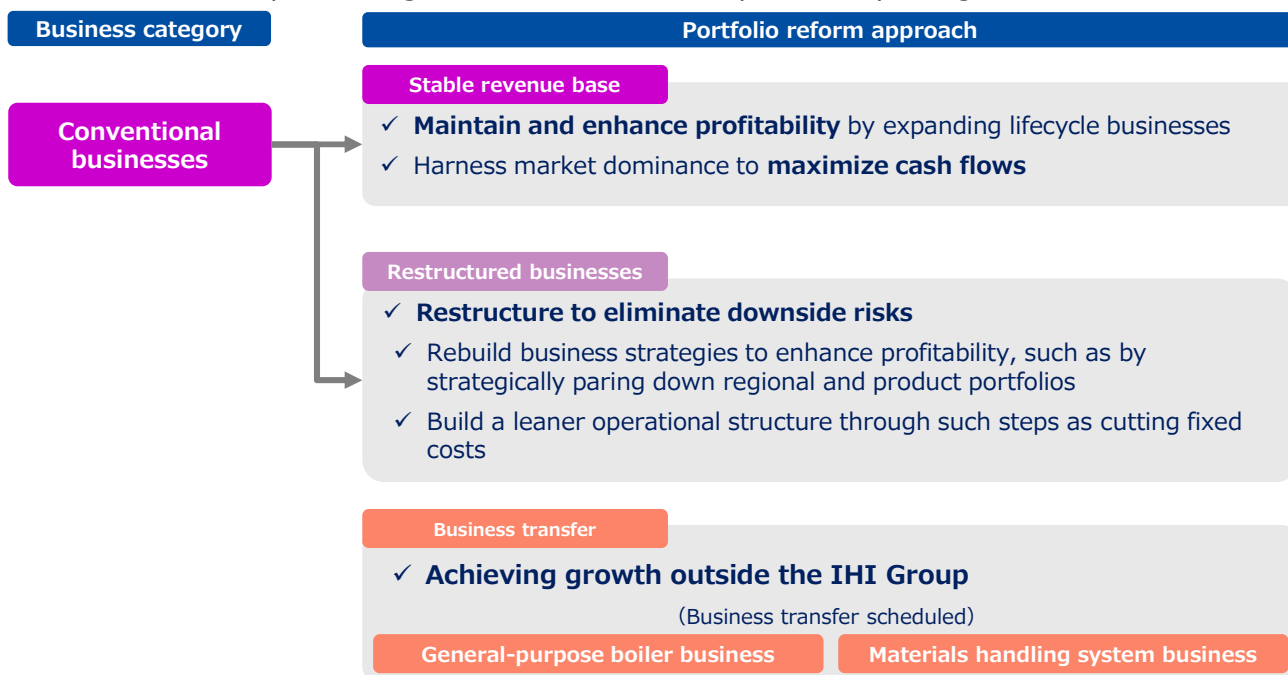 Business category
Portfolio reform approach
Stable revenue base
Conventional
businesses
✓ Maintain and enhance profitability by expanding lifecycle businesses
✓ Harness market dominance to maximize cash flows
Restructured businesses
✓ Restructure to eliminate downside risks
✓ Rebuild business strategies to enhance profitability, such as by
strategically paring down regional and product portfolios
✓ Build a leaner operational structure through such steps as cutting fixed
costs
Business transfer
✓ Achieving growth outside the IHI Group
(Business transfer scheduled)
General-purpose boiler business
Materials handling system business